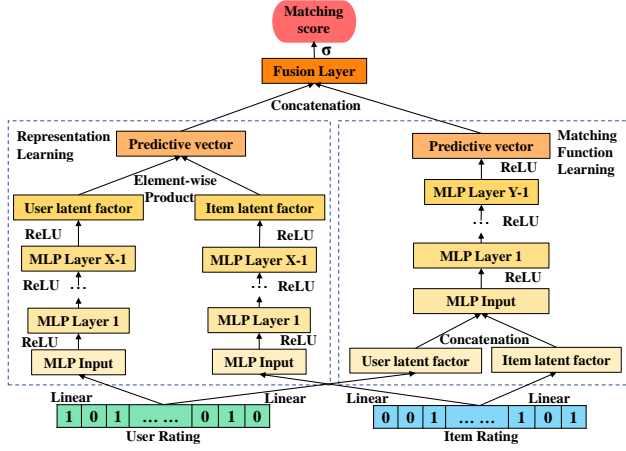 Matching
score
σ
Fusion Layer
Concatenation
Representation
Learning
Predictive vector
Element-wise
Product
User latent factor
Item latent factor
ReLU
ReLU
MLP Layer X-1
MLP Layer X-1
ReLU
...
ReLU
...
MLP Layer 1
MLP Layer 1
ReLU
ReLU
MLP Input
MLP Input
Matching
Function
Learning
Predictive vector
ReLU
MLP Layer Y-1
...
ReLU
MLP Layer 1
ReLU
MLP Input
Concatenation
User latent factor
Item latent factor
Linear
Linear
Linear
Linear
1 0 1 ... ... 0 1 0
0 0 1 ... ... 1 0 1
User Rating
Item Rating